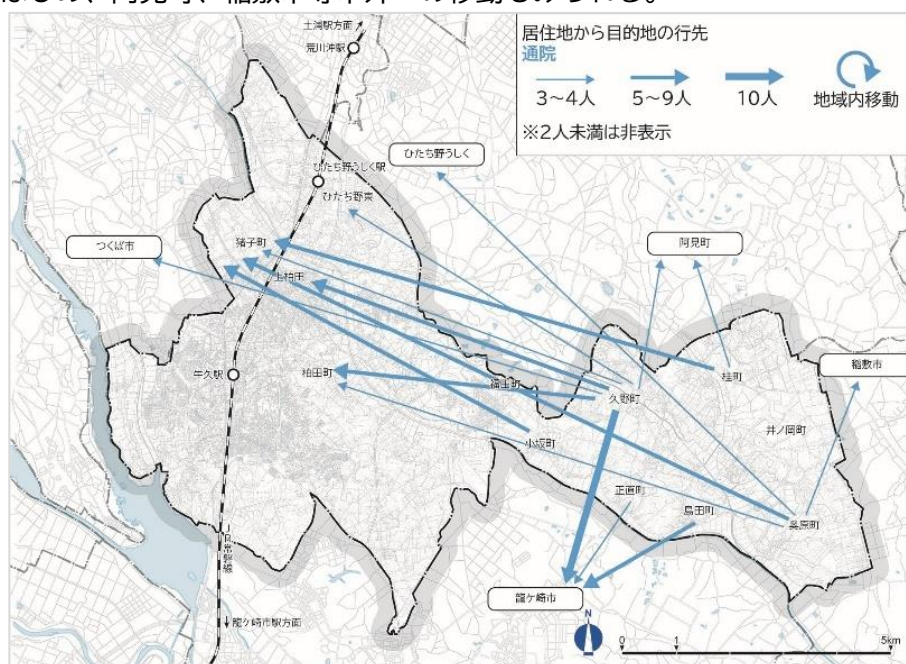 土浦駅方面
荒川沖駅
居住地から目的地の行先
通院
3～4人
5～9人
10人
地域内移動
※2人未満は非表示
ひたち野うしく駅
ひたち野うしく
ひたち野東
つくば市
猪子町
阿見町
上柏田
稲敷市
牛久駅
柏田町
桂町
久野町
井ノ岡町
小坂町
正直町
島田町
奥原町
龍ケ崎市
JR常磐線
龍ケ崎市駅方面
N
0
1
5km